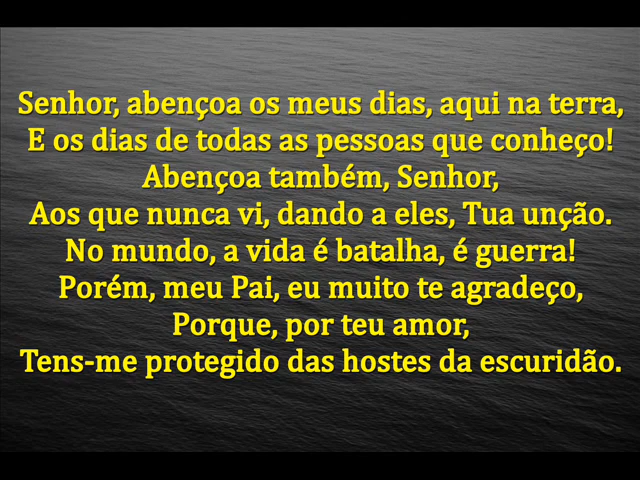 Senhor, abençoa os meus dias, aqui na terra,
E os dias de todas as pessoas que conheço!
Abençoa também, Senhor,
Aos que nunca vi, dando a eles, Tua unção.
No mundo, a vida é batalha, é guerra!
Porém, meu Pai, eu muito te agradeço,
Porque, por teu amor,
Tens-me protegido das hostes da escuridão.